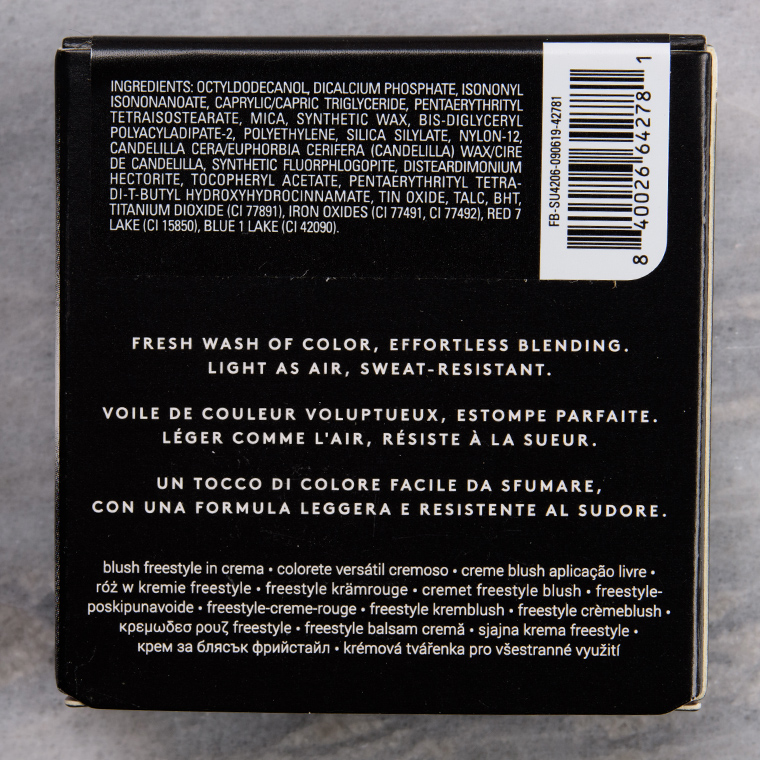 INGREDIENTS: OCTYLDODECANOL, DICALCIUM PHOSPHATE, ISONONYL
ISONONANOATE, CAPRYLIC/CAPRIC TRIGLYCERIDE, PENTAERYTHRITYL
TETRAISOSTEARATE, MICA, SYNTHETIC WAX, BIS-DIGLYCERYL
POLYACYLADIPATE-2, POLYETHYLENE, SILICA SILYLATE, NYLON-12,
CANDELILLA CERA/EUPHORBIA CERIFERA (CANDELILLA) WAX/CIRE
DE CANDELILLA, SYNTHETIC FLUORPHLOGOPITE, DISTEARDIMONIUM
HECTORITE, TOCOPHERYL ACETATE, PENTAERYTHRITYL TETRA-
DI-T-BUTYL HYDROXYHYDROCINNAMATE, TIN OXIDE, TALC, BHT,
TITANIUM DIOXIDE (CI 77891), IRON OXIDES (CI 77491, CI 77492), RED 7
LAKE (CI 15850), BLUE 1 LAKE (CI 42090).
FB-SU4206-090619-42781
8 40026 64278 1
FRESH WASH OF COLOR, EFFORTLESS BLENDING.
LIGHT AS AIR, SWEAT-RESISTANT.
VOILE DE COULEUR VOLUPTUEUX, ESTOMPE PARFAITE.
LÉGER COMME L'AIR, RÉSISTE À LA SUEUR.
UN TOCCO DI COLORE FACILE DA SFUMARE,
CON UNA FORMULA LEGGERA E RESISTENTE AL SUDORE.
blush freestyle in crema • colorete versátil cremoso • creme blush aplicação livre •
róż w kremie freestyle • freestyle krämrouge • cremet freestyle blush • freestyle-
poskipunavoide • freestyle-creme-rouge • freestyle kremblush • freestyle crèmeblush •
κρεμωδεσ ρουζ freestyle • freestyle balsam cremă • sjajna krema freestyle •
крем за блясък фрийстайл • krémová tvářenka pro všestranné využití